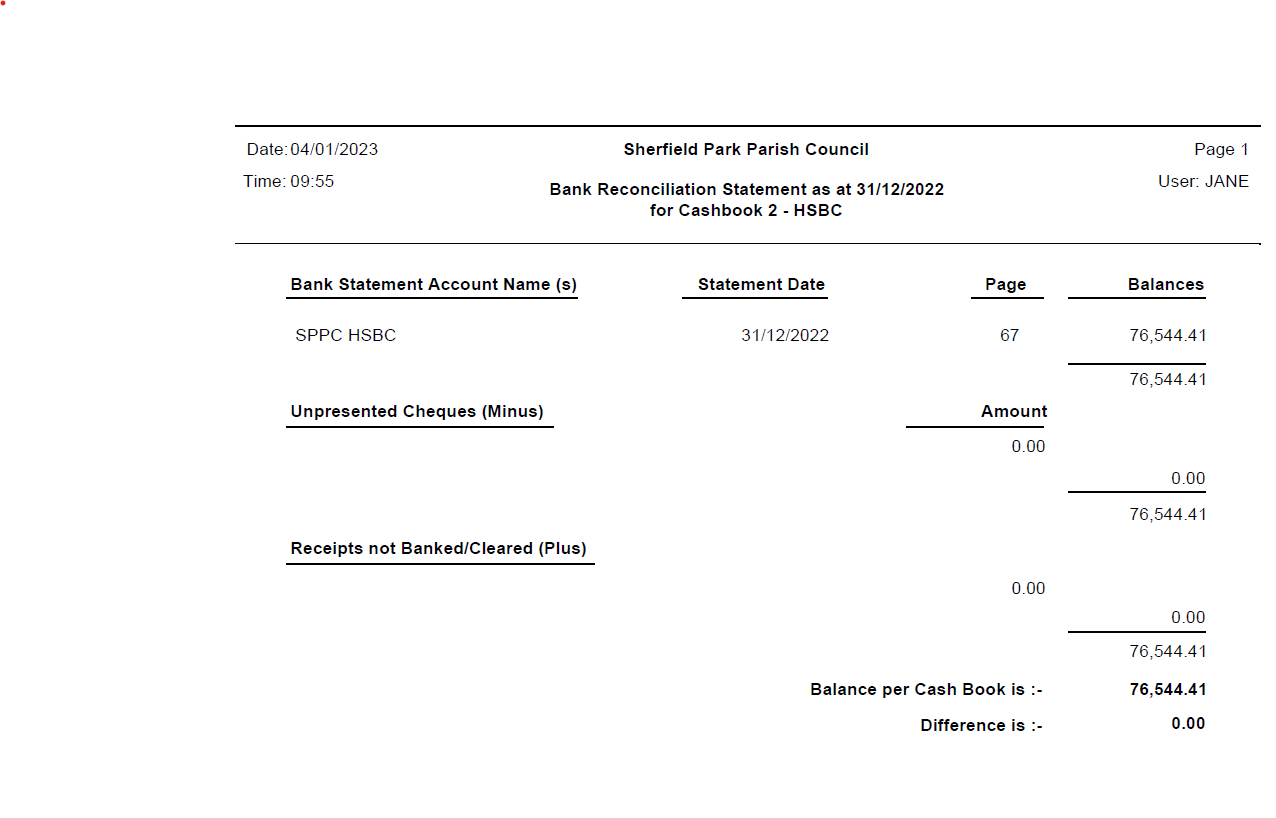 Date: 04/01/2023 Sherfield Park Parish Council Page 1
Time: 09:55 User: JANE
Bank Reconciliation Statement as at 31/12/2022
for Cashbook 2 - HSBC
Bank Statement Account Name (s) Statement Date Page Balances
SPPC HSBC 31/12/2022 67 76,544.41
76,544.41
Unpresented Cheques (Minus) Amount
0.00
0.00
76,544.41
Receipts not Banked/Cleared (Plus)
0.00
0.00
76,544.41
Balance per Cash Book is :- 76,544.41
Difference is :- 0.00